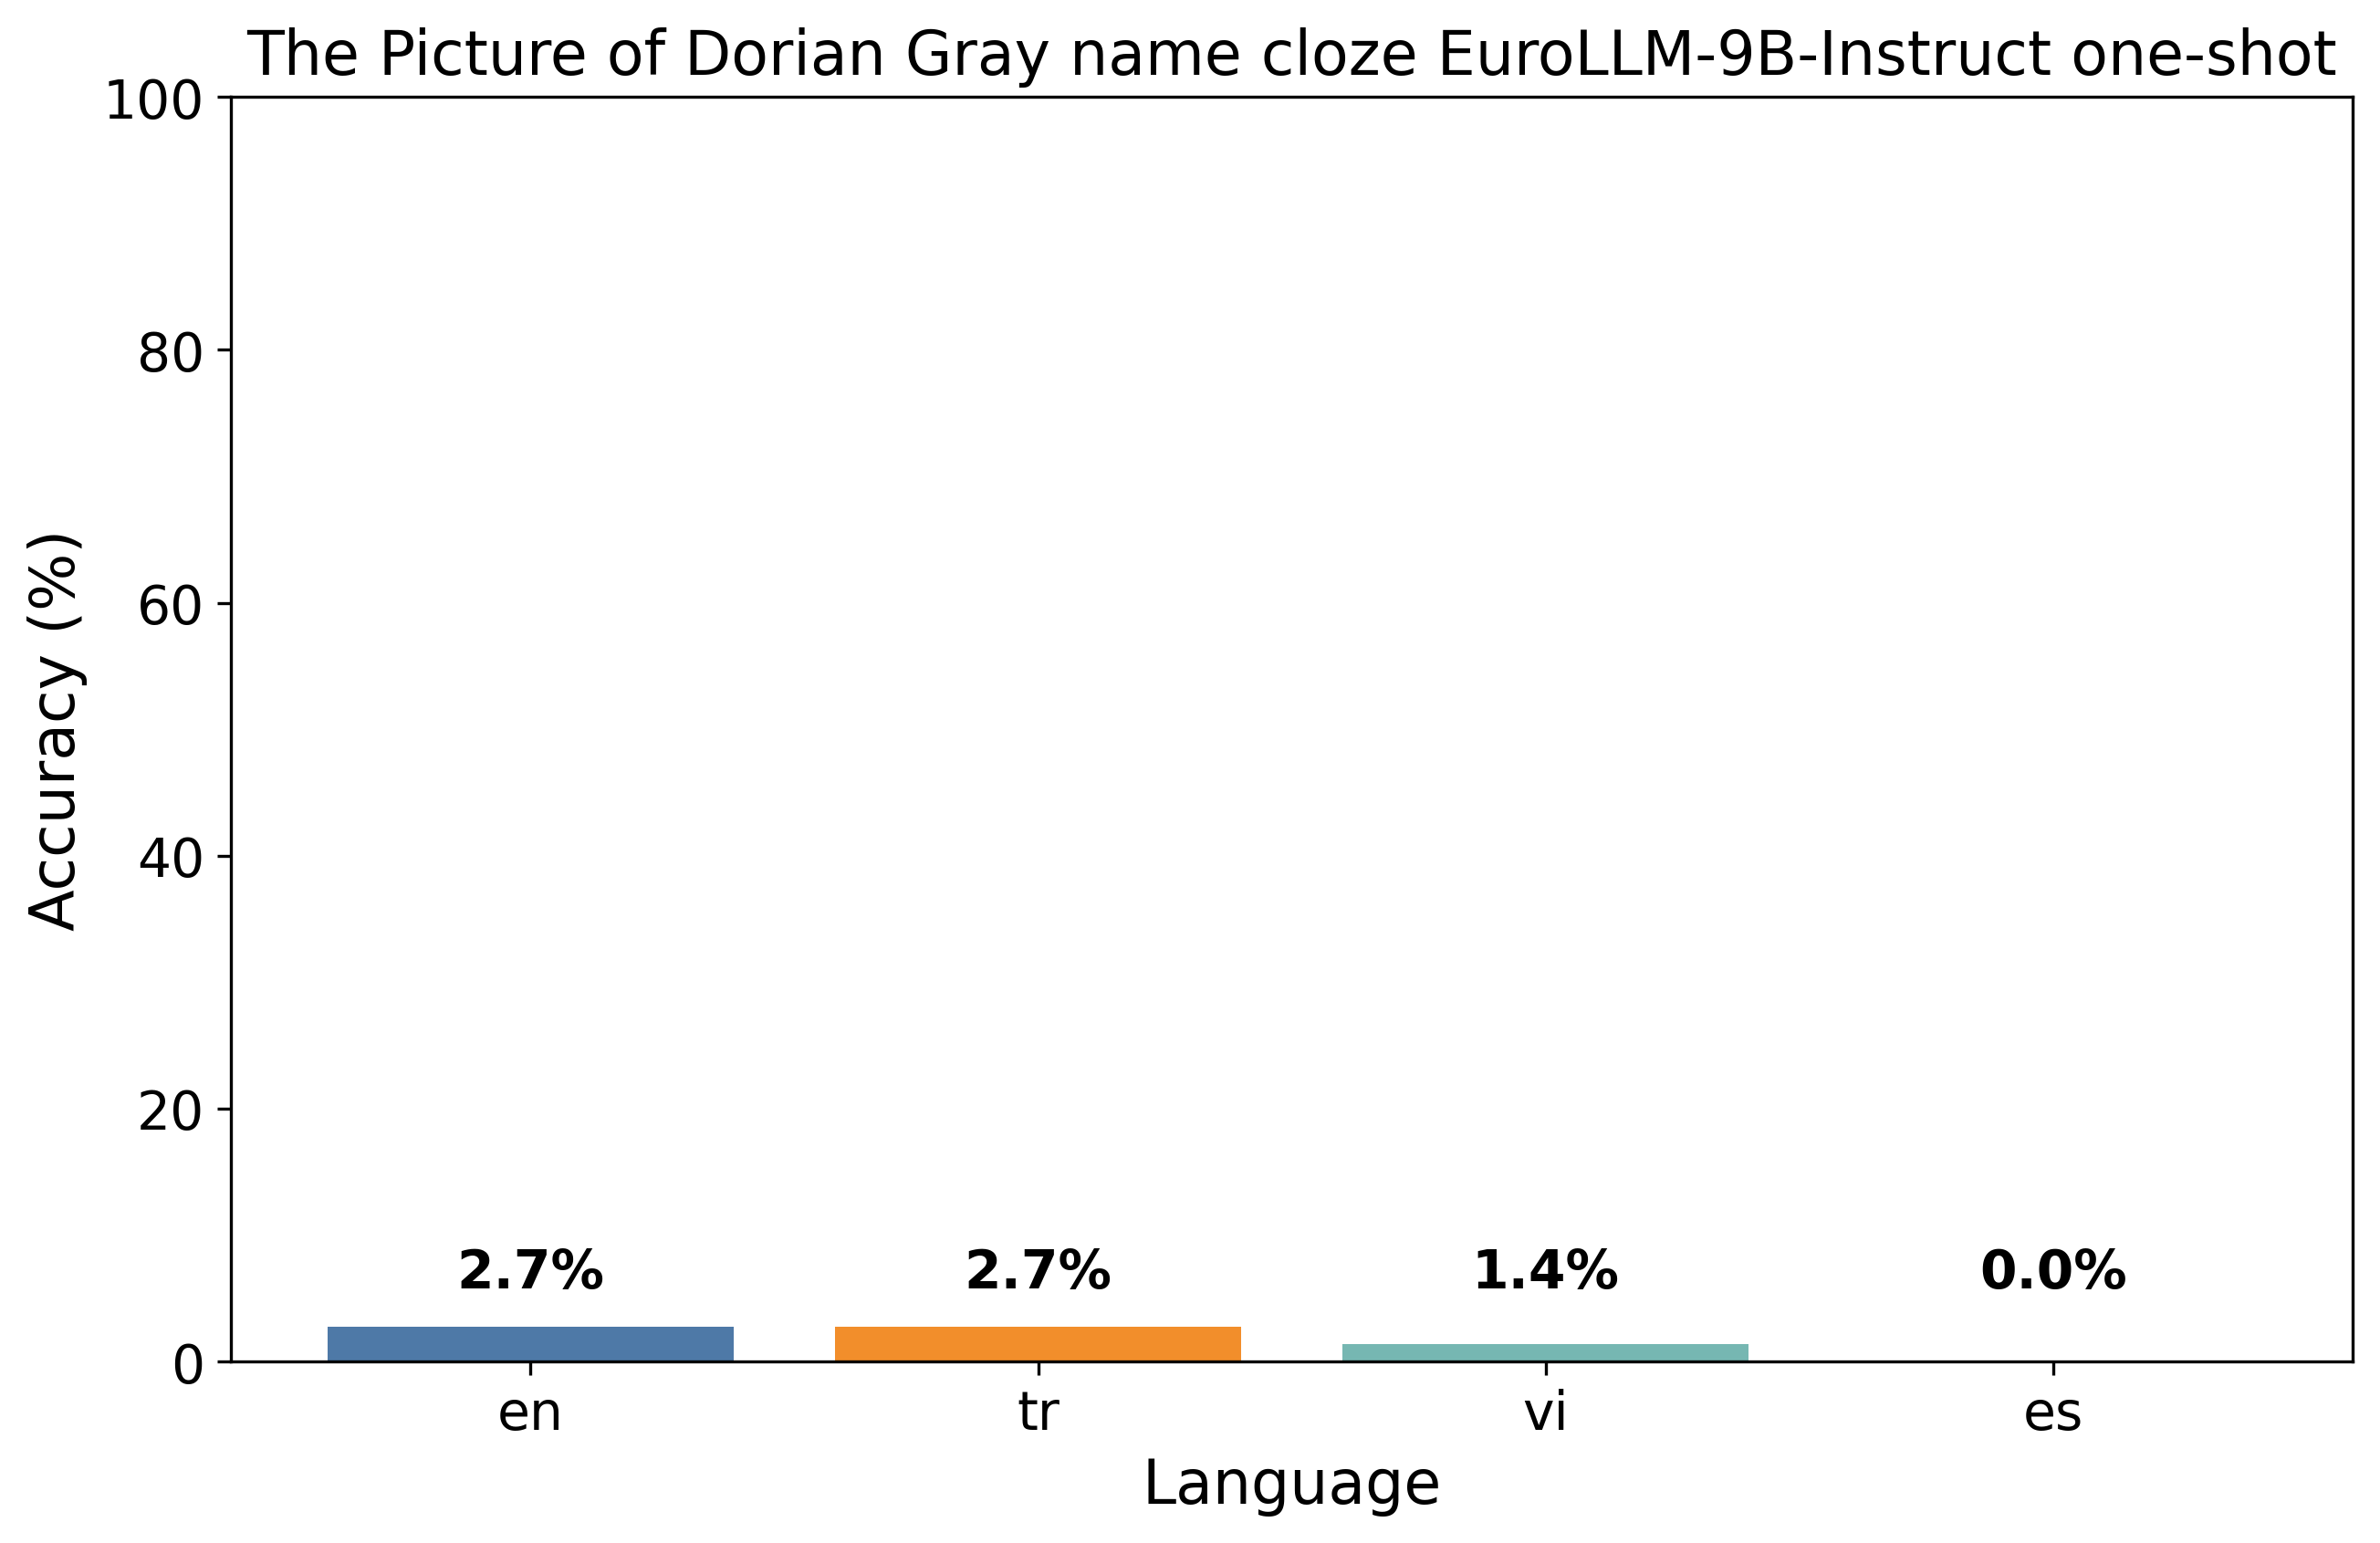 The Picture of Dorian Gray name cloze EuroLLM-9B-Instruct one-shot
Accuracy (%)
100
80
60
40
20
0
2.7%
2.7%
1.4%
0.0%
en
tr
vi
es
Language